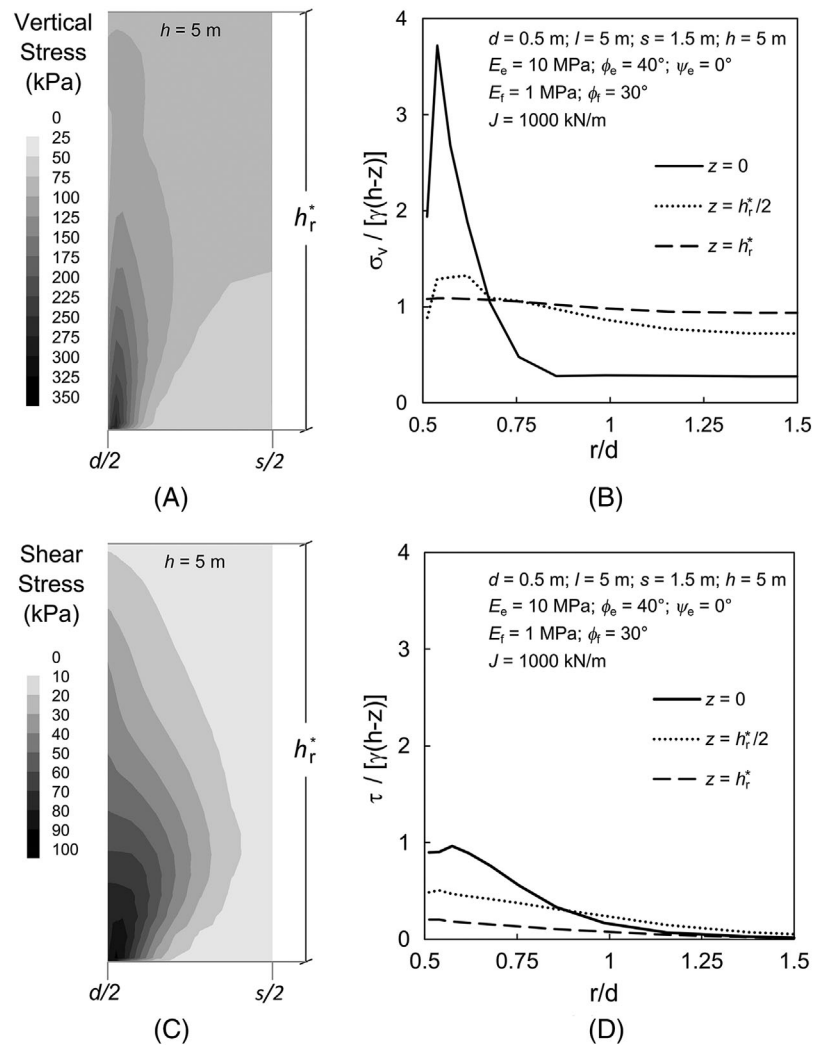 Vertical
Stress
(kPa)
0
25
50
75
100
125
150
175
200
225
250
275
300
325
350
h = 5 m
h*r
d/2
s/2
(A)
4
3
2
1
0
σv / [γ(h-z)]
d = 0.5 m; l = 5 m; s = 1.5 m; h = 5 m
Ee = 10 MPa; ϕe = 40°; ψe = 0°
Ef = 1 MPa; ϕf = 30°
J = 1000 kN/m
z = 0
z = h*r/2
z = h*r
0.5 0.75 1 1.25 1.5
r/d
(B)
Shear
Stress
(kPa)
0
10
20
30
40
50
60
70
80
90
100
h = 5 m
h*r
d/2
s/2
(C)
4
3
2
1
0
τ / [γ(h-z)]
d = 0.5 m; l = 5 m; s = 1.5 m; h = 5 m
Ee = 10 MPa; ϕe = 40°; ψe = 0°
Ef = 1 MPa; ϕf = 30°
J = 1000 kN/m
z = 0
z = h*r/2
z = h*r
0.5 0.75 1 1.25 1.5
r/d
(D)